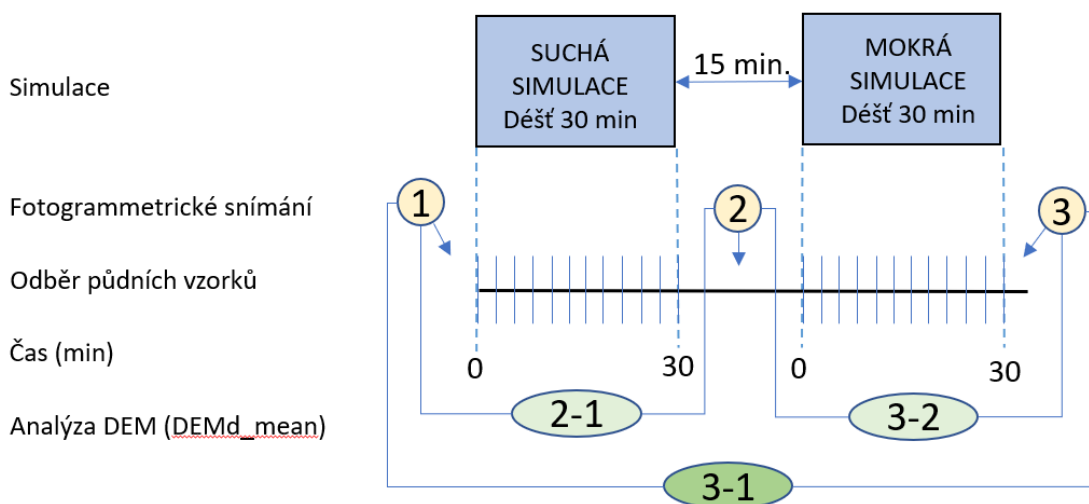 Simulace
SUCHÁ
SIMULACE
Déšť 30 min
15 min.
MOKRÁ
SIMULACE
Déšť 30 min
Fotogrammetrické snímání
1
2
3
Odběr půdních vzorků
Čas (min)
0
30
0
30
Analýza DEM (DEMd_mean)
2-1
3-2
3-1